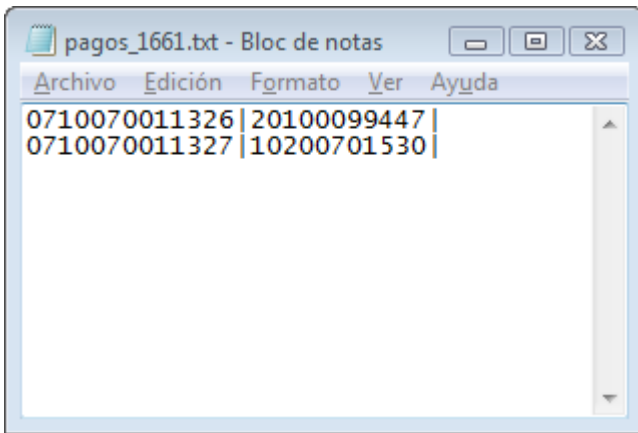 pagos_1661.txt - Bloc de notas
Archivo Edición Formato Ver Ayuda
0710070011326|20100099447|
0710070011327|10200701530|